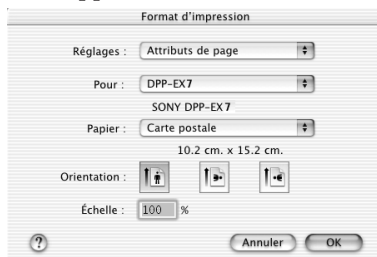 Format d'impression
Réglages : Attributs de page
Pour : DPP-EX7
SONY DPP-EX7
Papier : Carte postale
10.2 cm. x 15.2 cm.
Orientation :
Échelle : 100 %
? Annuler OK